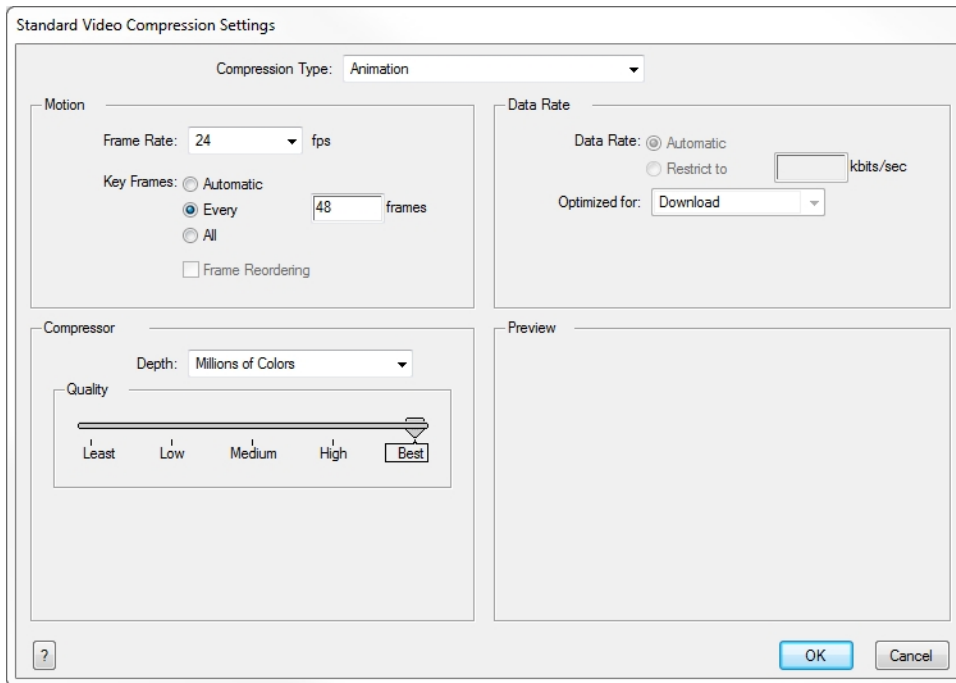 Standard Video Compression Settings
Compression Type: Animation
Motion
Frame Rate: 24 fps
Key Frames: Automatic
Every 48 frames
All
Frame Reordering
Data Rate
Data Rate: Automatic
Restrict to kbits/sec
Optimized for: Download
Compressor
Depth: Millions of Colors
Quality
Least Low Medium High Best
Preview
? OK Cancel